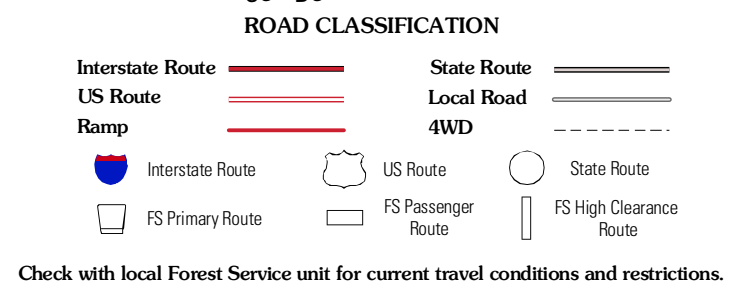 ROAD CLASSIFICATION
Interstate Route
State Route
US Route
Local Road
Ramp
4WD
Interstate Route
US Route
State Route
FS Primary Route
FS Passenger
Route
FS High Clearance
Route
Check with local Forest Service unit for current travel conditions and restrictions.